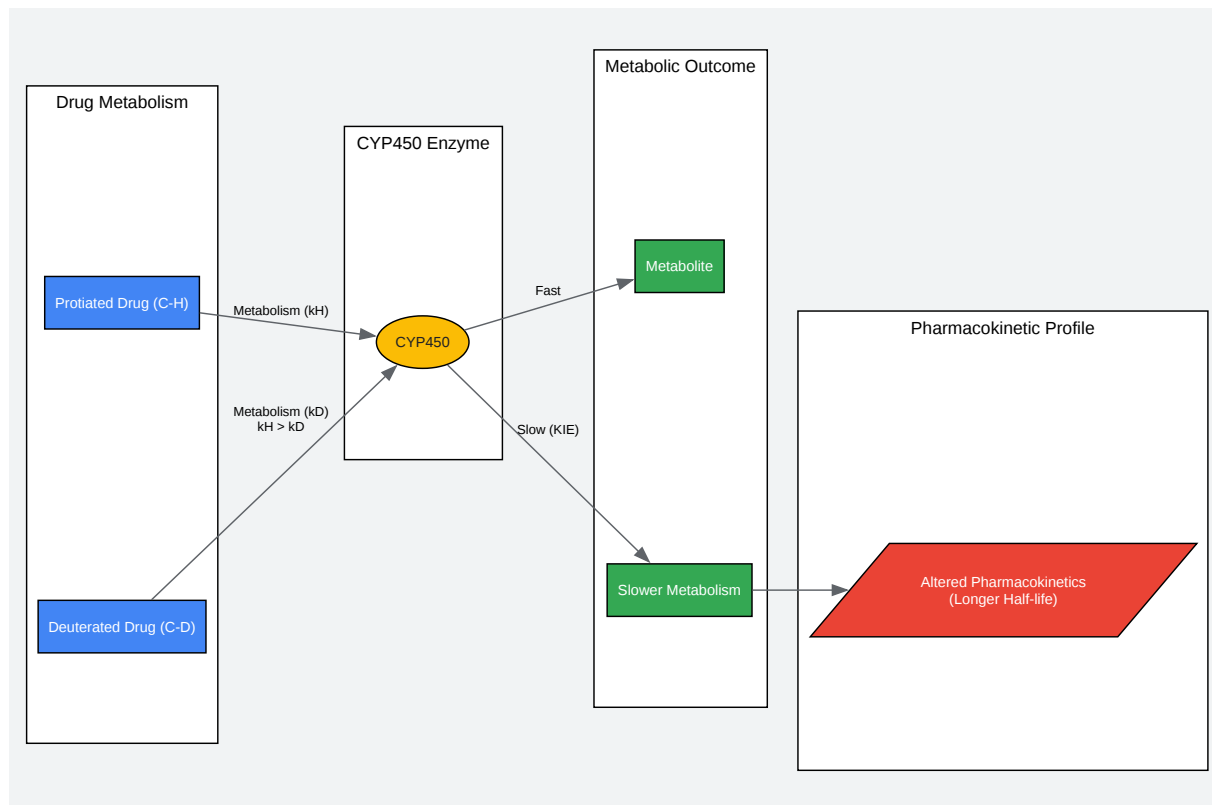 Drug Metabolism
Protiated Drug (C-H)
Deuterated Drug (C-D)
Metabolism (kH)
Metabolism (kD)
kH > kD
CYP450 Enzyme
CYP450
Fast
Slow (KIE)
Metabolic Outcome
Metabolite
Slower Metabolism
Pharmacokinetic Profile
Altered Pharmacokinetics
(Longer Half-life)